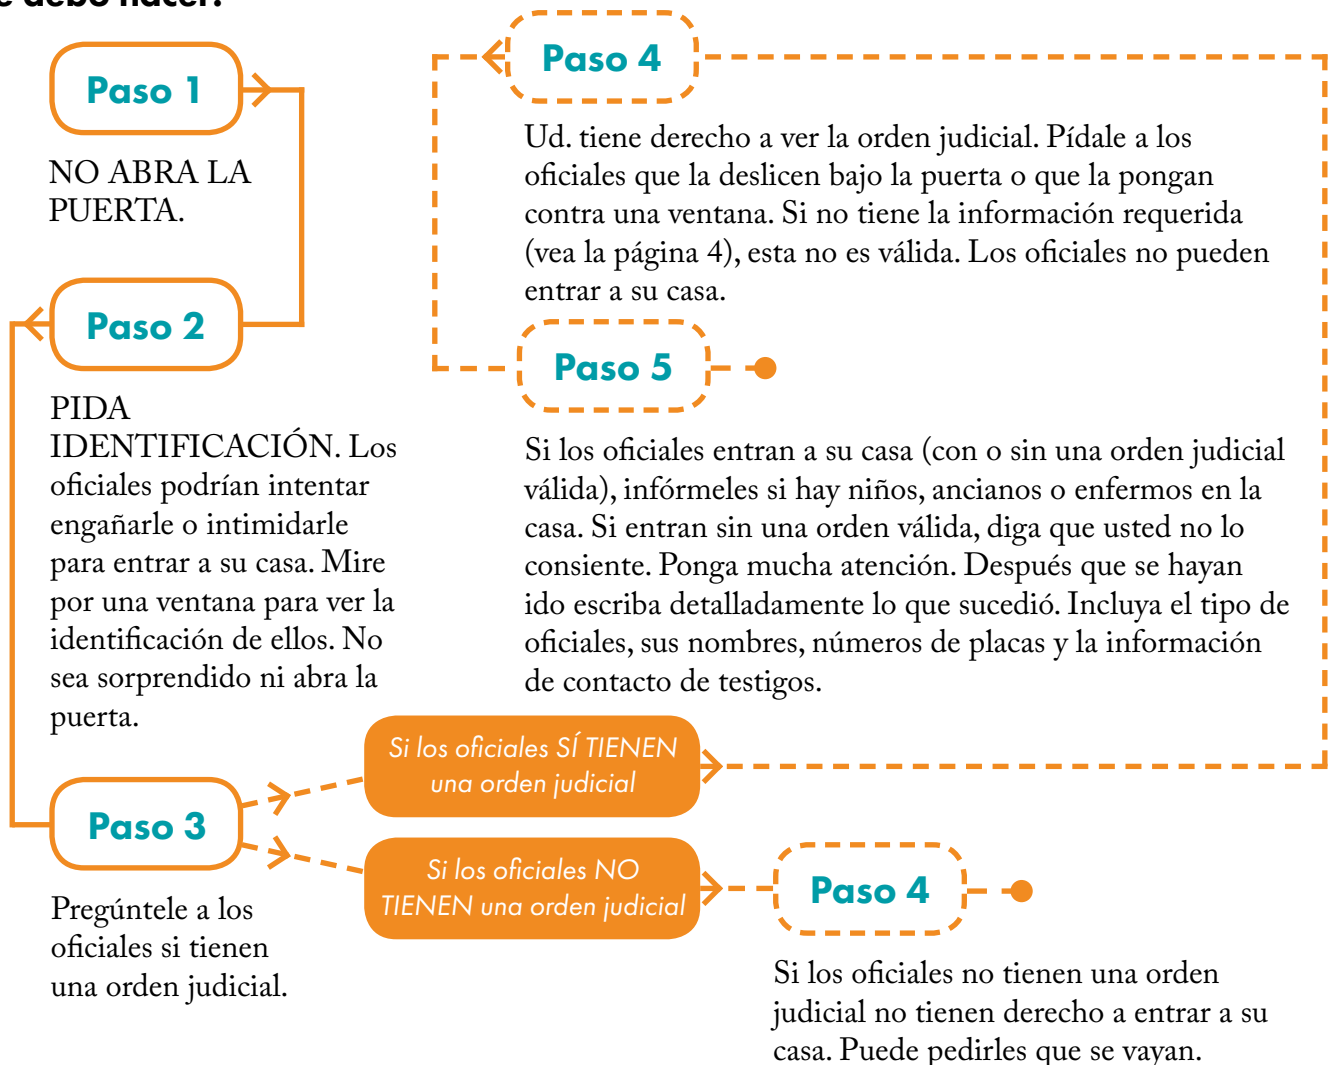 debo hacer?
Paso 1
NO ABRA LA
PUERTA.
Paso 2
PIDA
IDENTIFICACIÓN. Los
oficiales podrían intentar
engañarle o intimidarle
para entrar a su casa. Mire
por una ventana para ver la
identificación de ellos. No
sea sorprendido ni abra la
puerta.
Paso 3
Pregúntele a los
oficiales si tienen
una orden judicial.
Si los oficiales SÍ TIENEN
una orden judicial
Paso 4
Ud. tiene derecho a ver la orden judicial. Pídale a los
oficiales que la deslicen bajo la puerta o que la pongan
contra una ventana. Si no tiene la información requerida
(vea la página 4), esta no es válida. Los oficiales no pueden
entrar a su casa.
Paso 5
Si los oficiales entran a su casa (con o sin una orden judicial
válida), infórmeles si hay niños, ancianos o enfermos en la
casa. Si entran sin una orden válida, diga que usted no lo
consiente. Ponga mucha atención. Después que se hayan
ido escriba detalladamente lo que sucedió. Incluya el tipo de
oficiales, sus nombres, números de placas y la información
de contacto de testigos.
Si los oficiales NO
TIENEN una orden judicial
Paso 4
Si los oficiales no tienen una orden
judicial no tienen derecho a entrar a su
casa. Puede pedirles que se vayan.